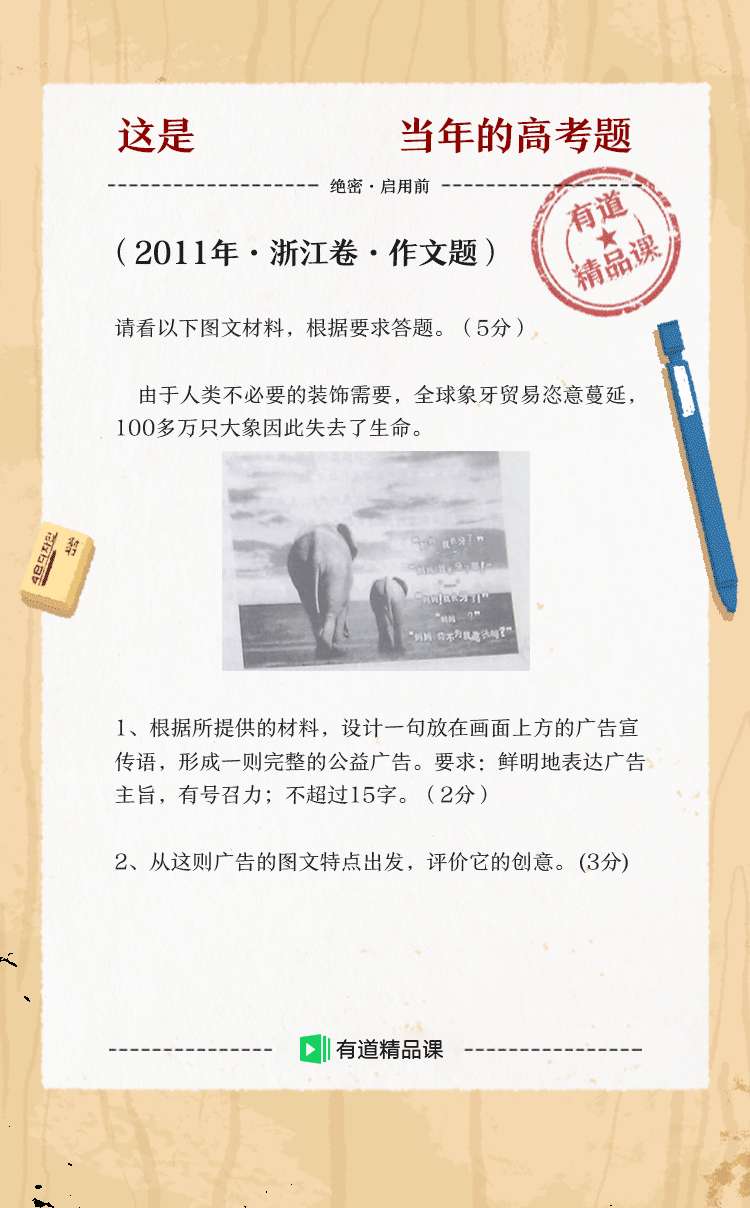 这是 当年的高考题
绝密·启用前
有道
精品课
（2011年·浙江卷·作文题）
请看以下图文材料，根据要求答题。（5分）
由于人类不必要的装饰需要，全球象牙贸易恣意蔓延，
100多万只大象因此失去了生命。
1、根据所提供的材料，设计一句放在画面上方的广告宣
传语，形成一则完整的公益广告。要求：鲜明地表达广告
主旨，有号召力；不超过15字。（2分）
2、从这则广告的图文特点出发，评价它的创意。(3分)
有道精品课